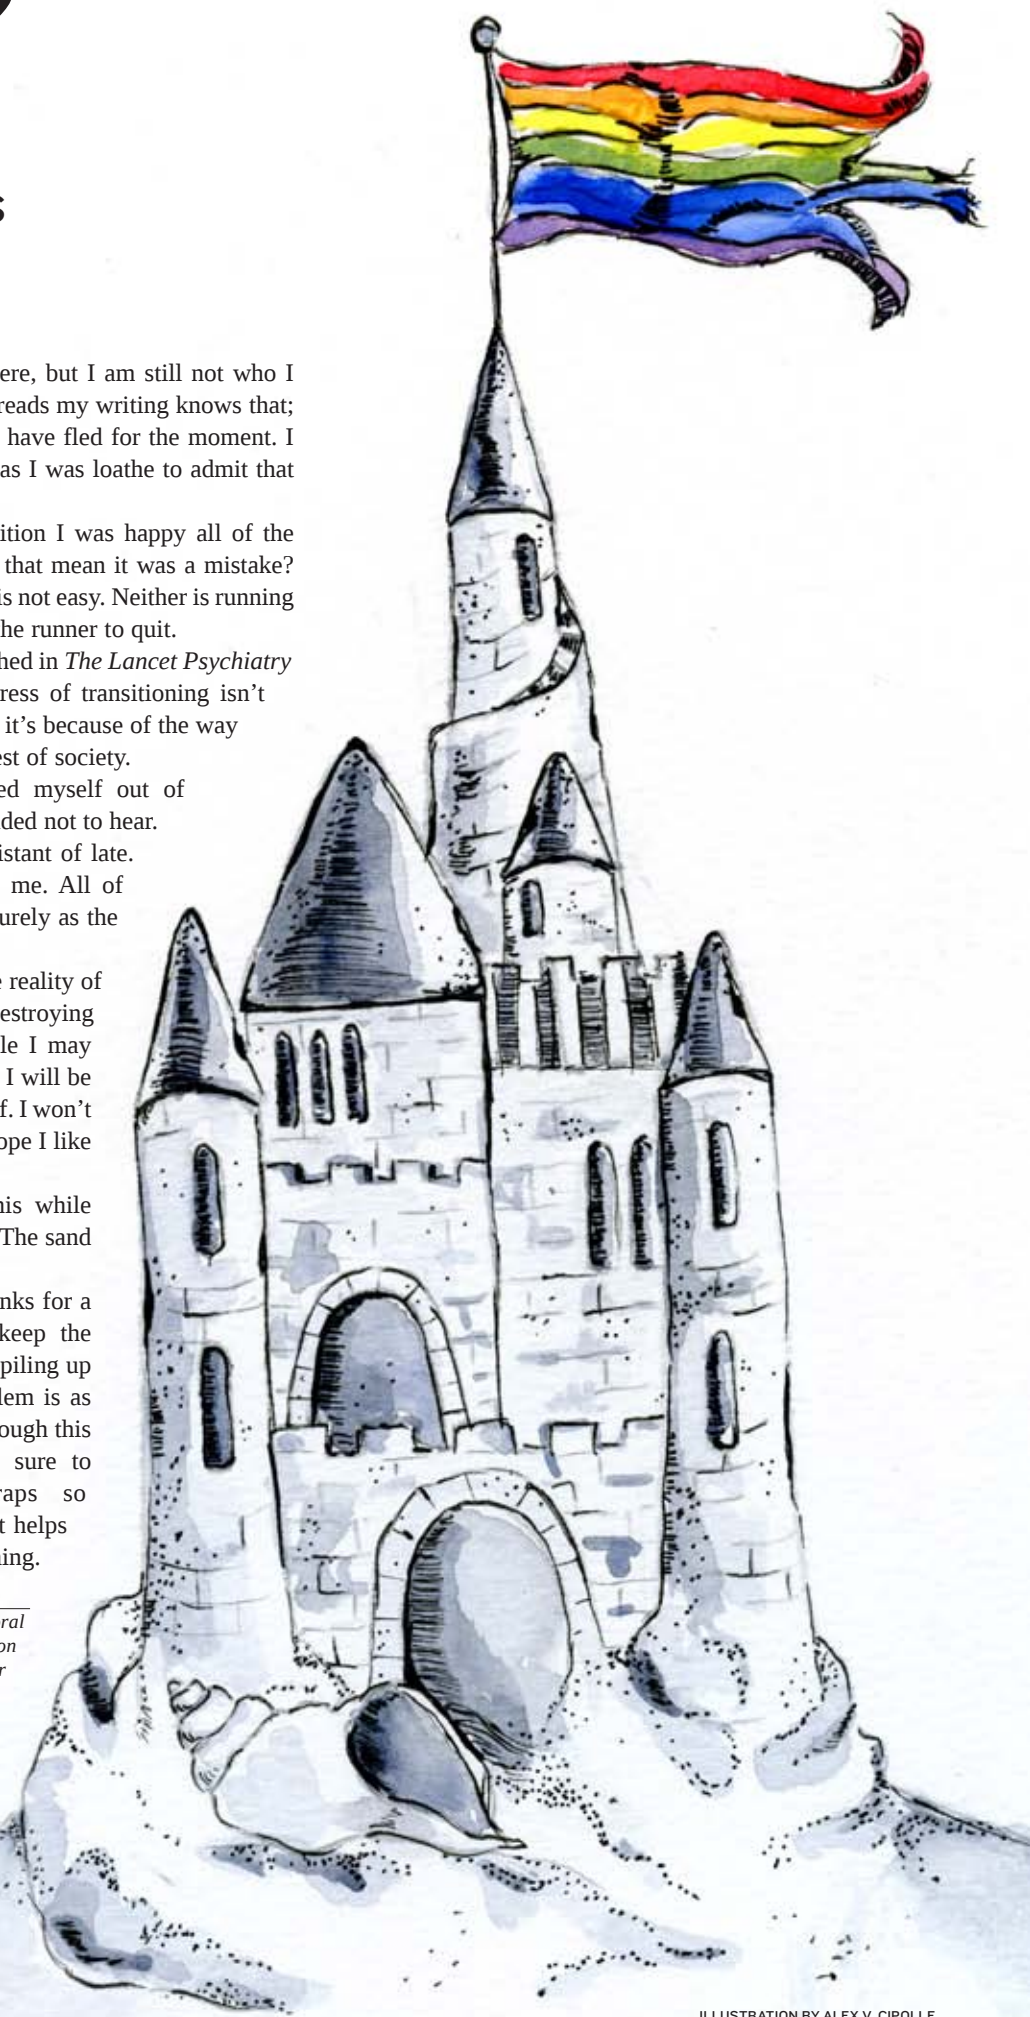 s
ere, but I am still not who I
reads my writing knows that;
have fled for the moment. I
as I was loathe to admit that
ition I was happy all of the
that mean it was a mistake?
is not easy. Neither is running
he runner to quit.
hed in The Lancet Psychiatry
ress of transitioning isn’t
it’s because of the way
est of society.
ed myself out of
ded not to hear.
istant of late.
me. All of
urely as the
e reality of
estroying
le I may
I will be
f. I won’t
ope I like
his while
The sand
nks for a
keep the
piling up
lem is as
ough this
sure to
raps so
t helps
ing.
ral
on
r
ILLUSTRATION BY ALEX V. CIPOLLE